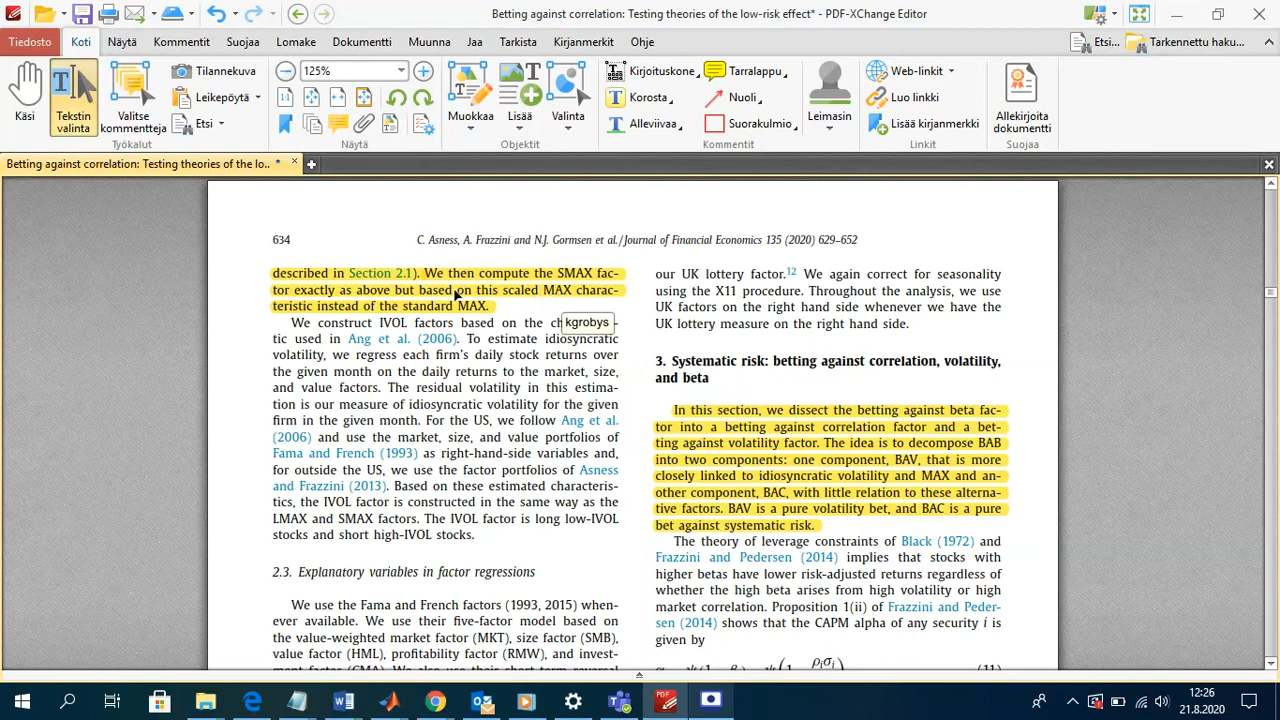 Betting against correlation: Testing theories of the low-risk effect* - PDF-XChange Editor
Tiedosto Koti Näytä Kommentit Suojaa Lomake Dokumentti Muunna Jaa Tarkista Kirjanmerkit Ohje
Etsi... Tarkennettu haku...
Käsi
Tekstin valinta
Valitse kommentteja
Tilannekuva
Leikepöytä
Etsi
Työkalut
125%
Näytä
Muokkaa
Lisää
Valinta
Objektit
Kirjoituskone
Korosta
Alleviivaa
Tarralappu
Nuoli
Suorakulmio
Leimasin
Kommentit
Web-linkit
Luo linkki
Lisää kirjanmerkki
Linkit
Allekirjoita dokumentti
Suojaa
Betting against correlation: Testing theories of the lo.. *
634
C. Asness, A. Frazzini and N.J. Gormsen et al. / Journal of Financial Economics 135 (2020) 629–652
described in Section 2.1). We then compute the SMAX fac-
tor exactly as above but based on this scaled MAX charac-
teristic instead of the standard MAX.
We construct IVOL factors based on the ch
kgrobys
tic used in Ang et al. (2006). To estimate idiosyncratic
volatility, we regress each firm's daily stock returns over
the given month on the daily returns to the market, size,
and value factors. The residual volatility in this estima-
tion is our measure of idiosyncratic volatility for the given
firm in the given month. For the US, we follow Ang et al.
(2006) and use the market, size, and value portfolios of
Fama and French (1993) as right-hand-side variables and,
for outside the US, we use the factor portfolios of Asness
and Frazzini (2013). Based on these estimated characteris-
tics, the IVOL factor is constructed in the same way as the
LMAX and SMAX factors. The IVOL factor is long low-IVOL
stocks and short high-IVOL stocks.
2.3. Explanatory variables in factor regressions
We use the Fama and French factors (1993, 2015) when-
ever available. We use their five-factor model based on
the value-weighted market factor (MKT), size factor (SMB),
value factor (HML), profitability factor (RMW), and invest-
ment factor (CMA). We also use their short-term reversal
our UK lottery factor.12 We again correct for seasonality
using the X11 procedure. Throughout the analysis, we use
UK factors on the right hand side whenever we have the
UK lottery measure on the right hand side.
3. Systematic risk: betting against correlation, volatility,
and beta
In this section, we dissect the betting against beta fac-
tor into a betting against correlation factor and a bet-
ting against volatility factor. The idea is to decompose BAB
into two components: one component, BAV, that is more
closely linked to idiosyncratic volatility and MAX and an-
other component, BAC, with little relation to these alterna-
tive factors. BAV is a pure volatility bet, and BAC is a pure
bet against systematic risk.
The theory of leverage constraints of Black (1972) and
Frazzini and Pedersen (2014) implies that stocks with
higher betas have lower risk-adjusted returns regardless of
whether the high beta arises from high volatility or high
market correlation. Proposition 1(ii) of Frazzini and Peder-
sen (2014) shows that the CAPM alpha of any security i is
given by
12:26
21.8.2020